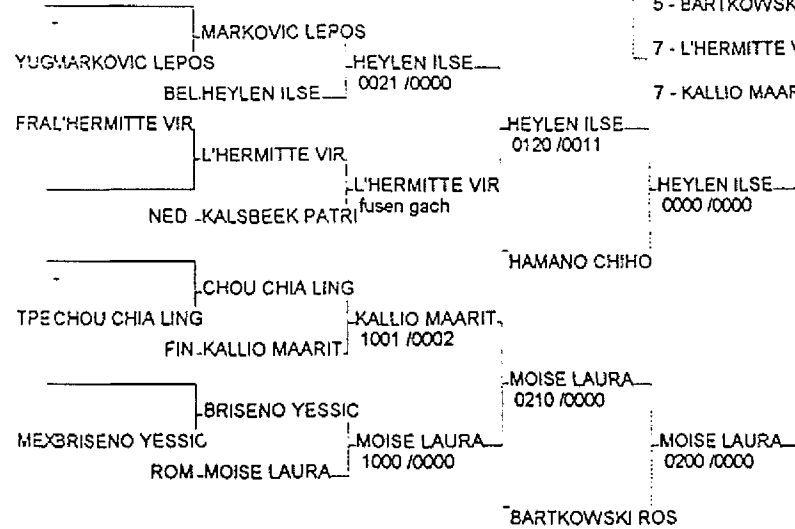 5 - BARTKOWSK
MARKOVIC LEPOS
YUGMARKOVIC LEPOS
HEYLEN ILSE
7 - L'HERMITTE V
0021 /0000
BEL.HEYLEN ILSE
7 - KALLIO MAAR
FRAL'HERMITTE VIR
HEYLEN ILSE
0120 /0011
L'HERMITTE VIR
L'HERMITTE VIR
HEYLEN ILSE
fusen gach
0000 /0000
NED - KALSBEEK PATRI
HAMANO CHIHO
CHOU CHIA LING
TPE CHOU CHIA LING
KALLIO MAARIT
1001 /0002
FIN - KALLIO MAARIT
MOISE LAURA
0210 /0000
BRISENO YESSIC
MEXBRISENO YESSIC
MOISE LAURA
MOISE LAURA
1000 /0000
0200 /0000
ROM - MOISE LAURA
BARTKOWSKI ROS